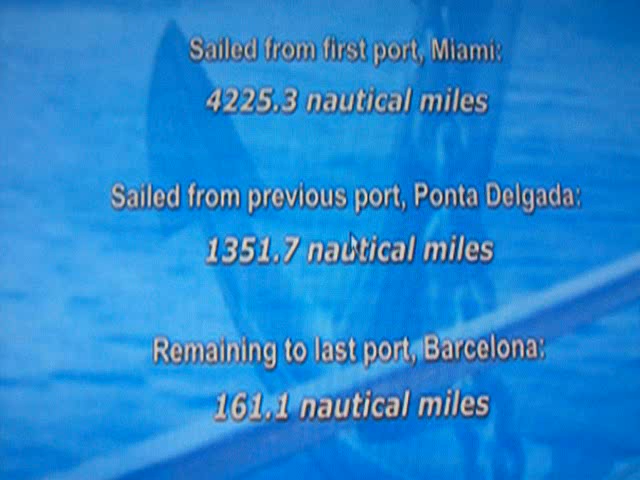 Sailed from first port, Miami:
4225.3 nautical miles
Sailed from previous port, Ponta Delgada:
1351.7 nautical miles
Remaining to last port, Barcelona:
161.1 nautical miles